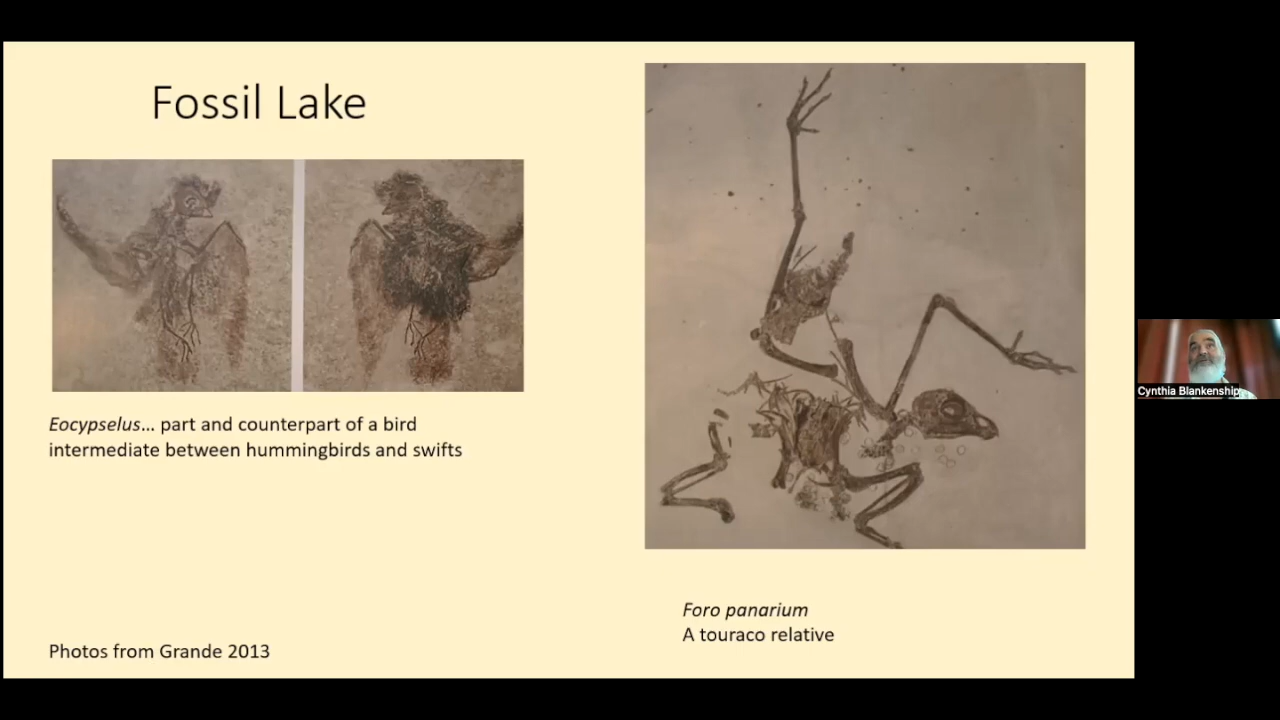 Fossil Lake
Eocypselus... part and counterpart of a bird
intermediate between hummingbirds and swifts
Foro panarium
A touraco relative
Photos from Grande 2013
Cynthia Blankenship